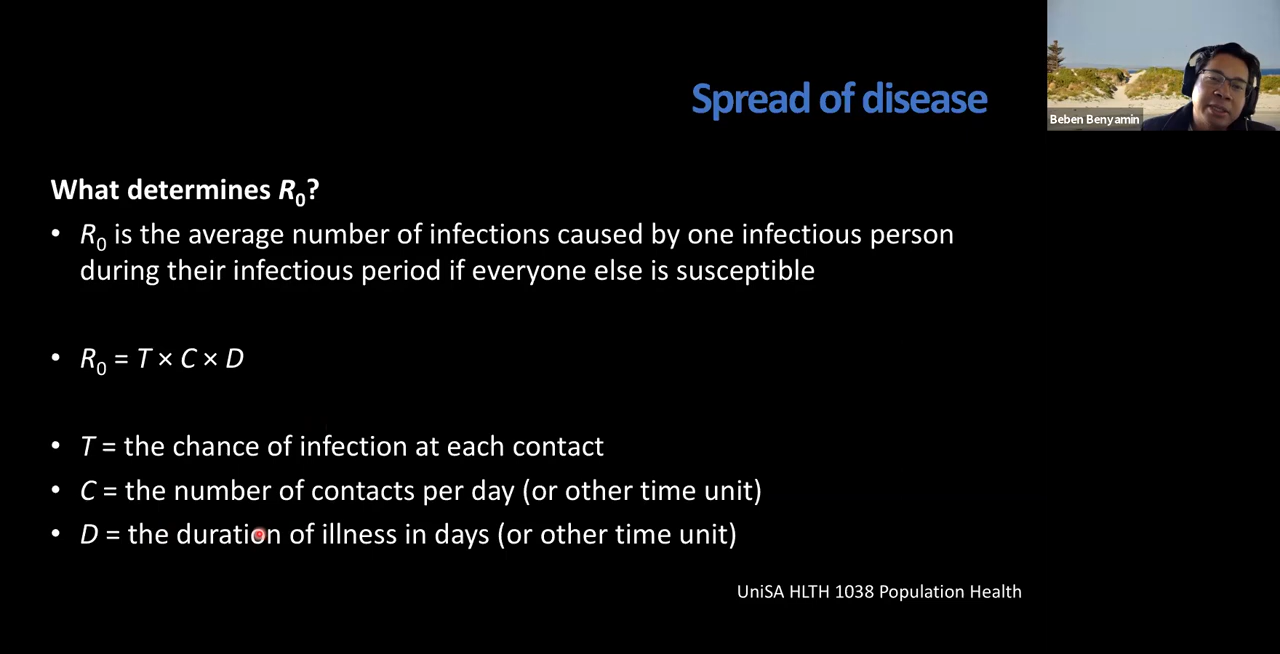 Spread of disease
Beben Benyamin
What determines R0?
• R0 is the average number of infections caused by one infectious person
during their infectious period if everyone else is susceptible
• R0 = T × C × D
• T = the chance of infection at each contact
• C = the number of contacts per day (or other time unit)
• D = the duration of illness in days (or other time unit)
UniSA HLTH 1038 Population Health